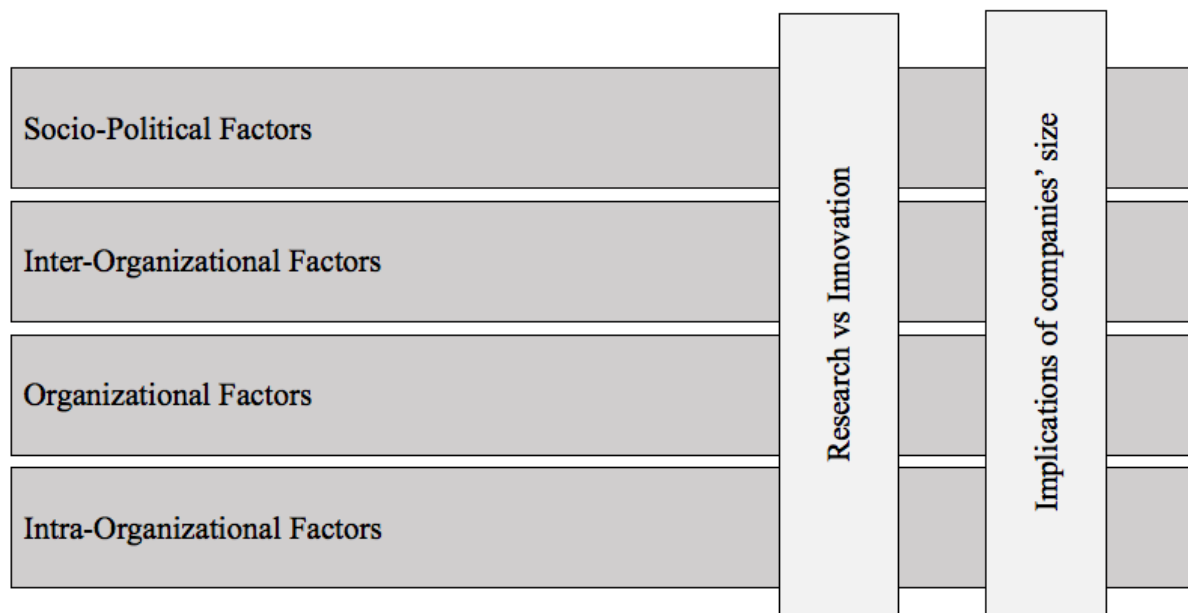 Socio-Political Factors
Inter-Organizational Factors
Organizational Factors
Intra-Organizational Factors
Research vs Innovation
Implications of companies’ size